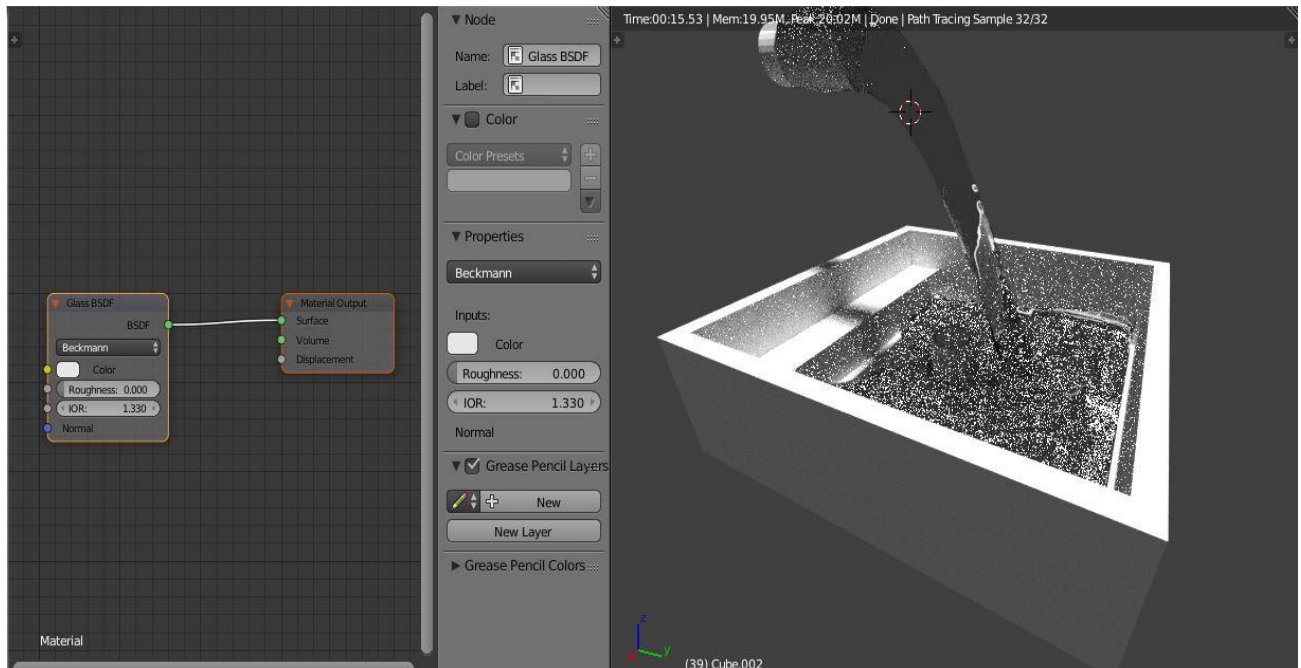 Glass BSDF
BSDF
Beckmann
Color
Roughness: 0.000
IOR: 1.330
Normal
Material Output
Surface
Volume
Displacement
Material
Node
Name: Glass BSDF
Label:
Color
Color Presets
Properties
Beckmann
Inputs:
Color
Roughness: 0.000
IOR: 1.330
Normal
Grease Pencil Layers
New
New Layer
Grease Pencil Colors
Time:00:15.53 | Mem:19.95M, Peak 20.02M | Done | Path Tracing Sample 32/32
z
y
(39) Cube.002